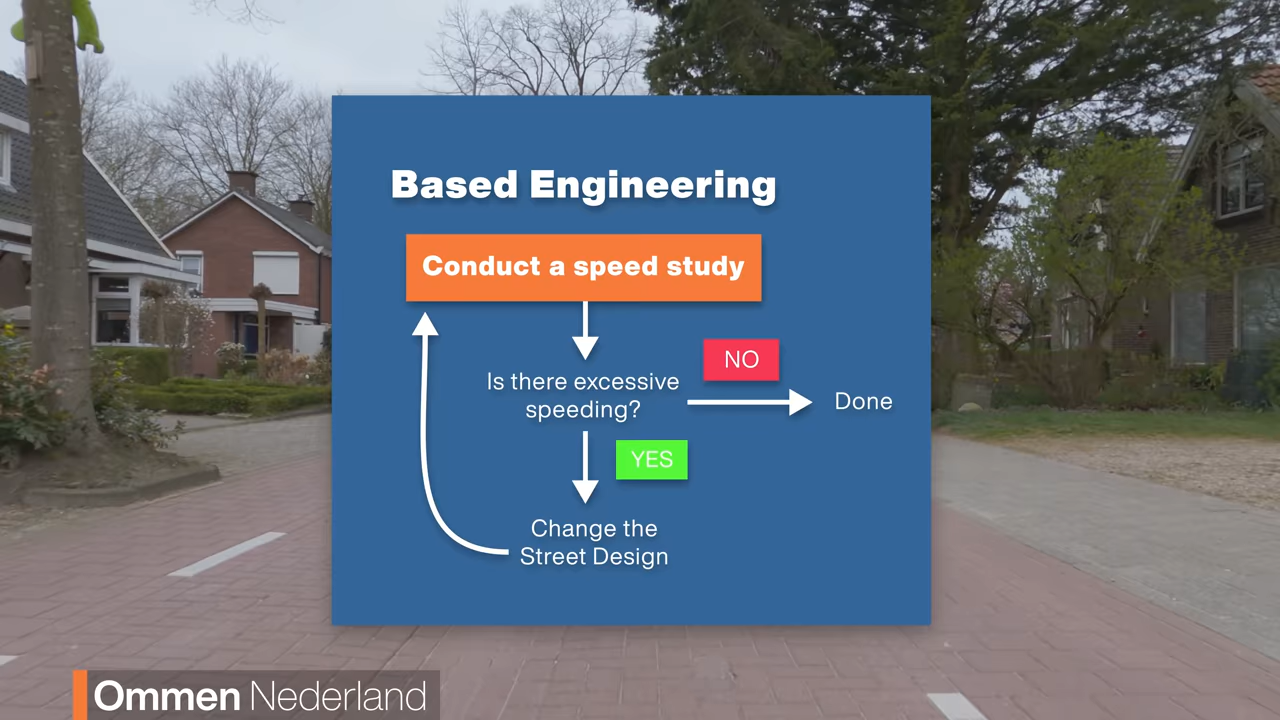 Based Engineering
Conduct a speed study
NO
Is there excessive
speeding?
Done
YES
Change the
Street Design
Ommen Nederland